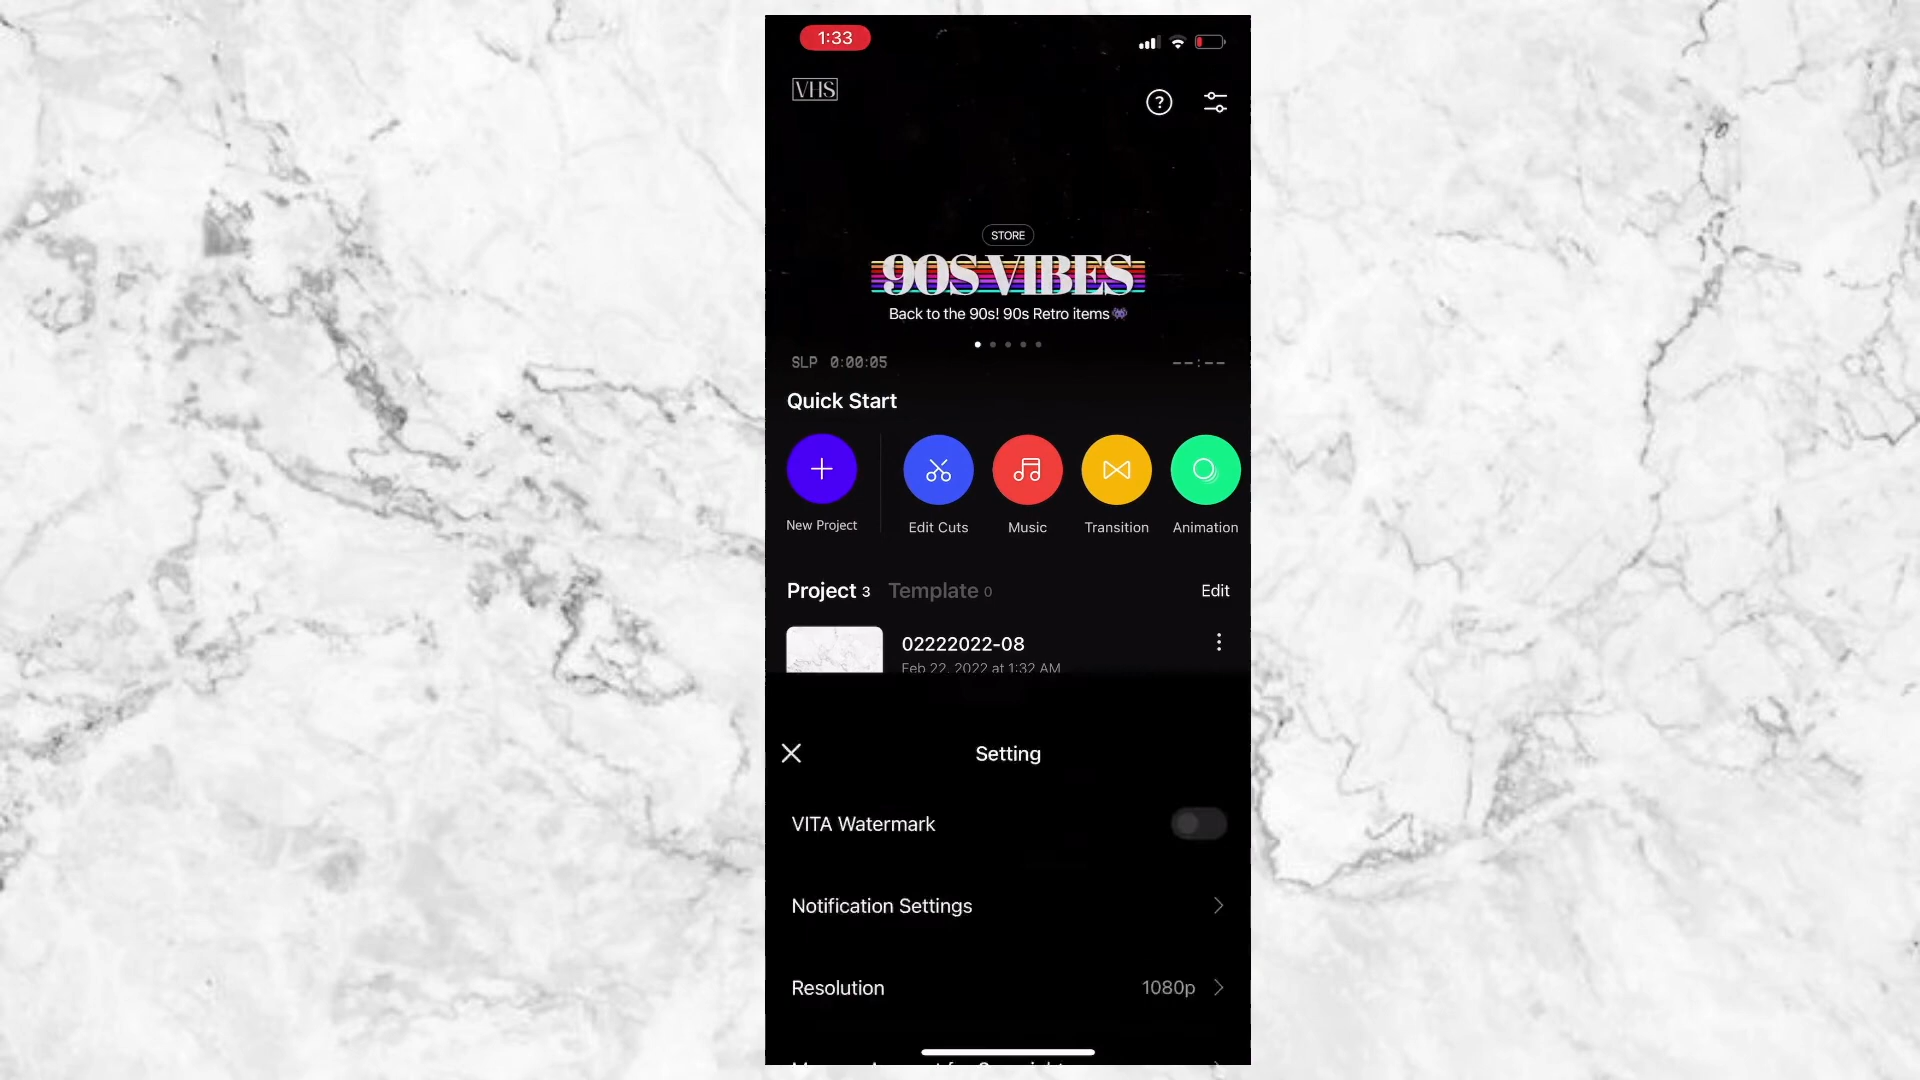 1:33
VHS
STORE
90S VIBES
Back to the 90s! 90s Retro items
SLP 0:00:05 --:--
Quick Start
New Project Edit Cuts Music Transition Animation
Project 3 Template 0 Edit
02222022-08
Feb 22, 2022 at 1:32 AM
Setting
VITA Watermark
Notification Settings
Resolution 1080p